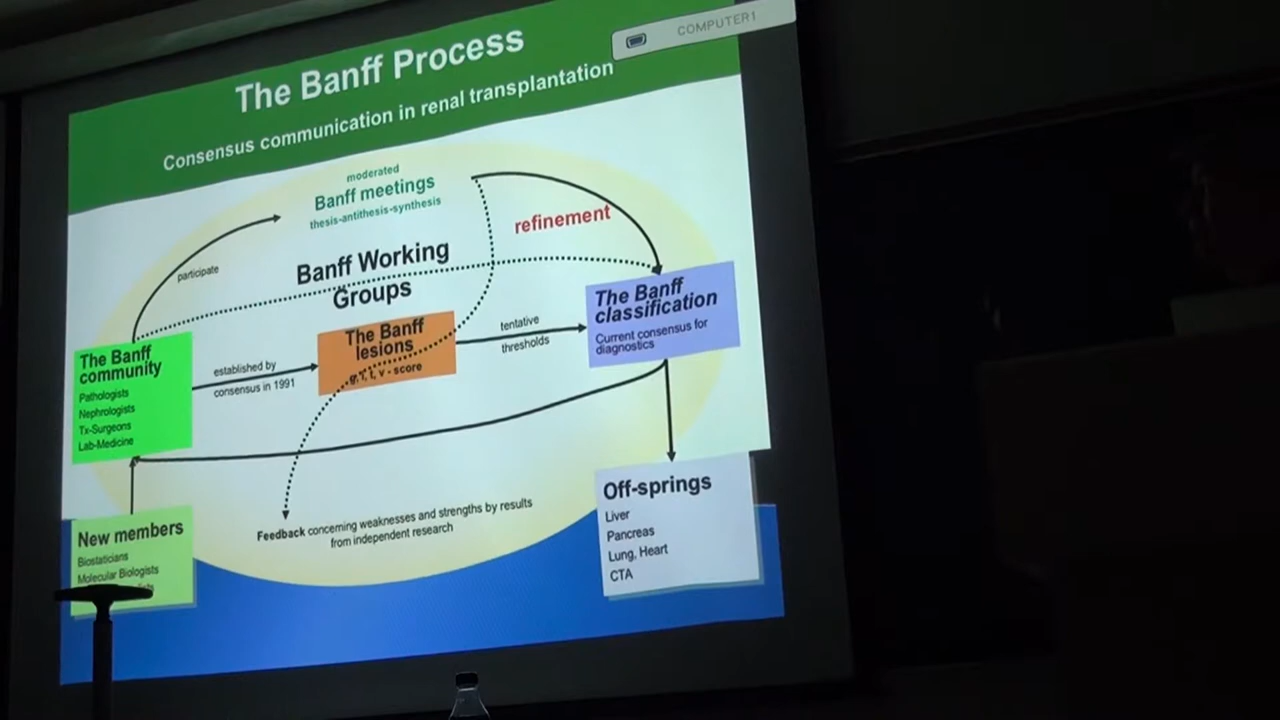 The Banff Process
COMPUTER1
Consensus communication in renal transplantation
moderated
Banff meetings
thesis-antithesis-synthesis
refinement
participate
Banff Working
Groups
The Banff
community
Pathologists
Nephrologists
Tx-Surgeons
Lab-Medicine
established by
consensus in 1991
The Banff
lesions
g, i, t, v - score
tentative
thresholds
The Banff
classification
Current consensus for
diagnostics
New members
Biostaticians
Molecular Biologists
Feedback concerning weaknesses and strengths by results
from independent research
Off-springs
Liver
Pancreas
Lung, Heart
CTA